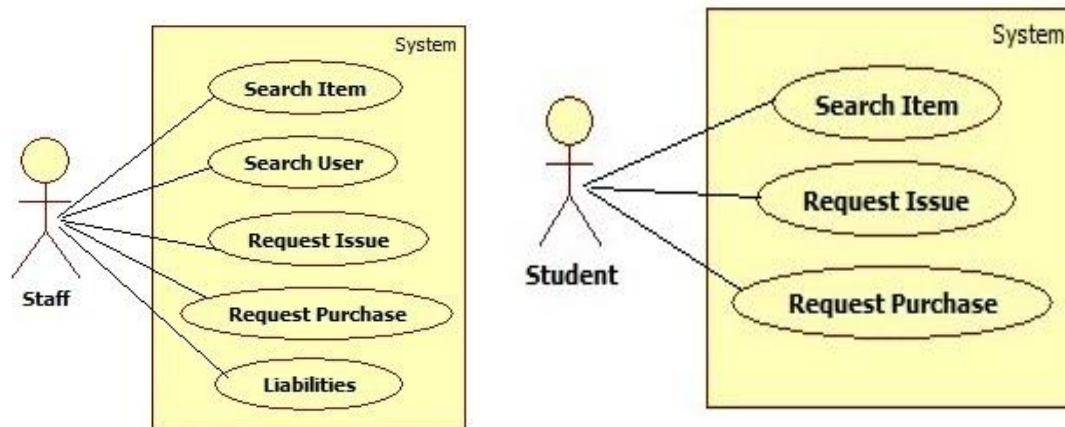 System
Search Item
Search User
Request Issue
Request Purchase
Liabilities
Staff
System
Search Item
Request Issue
Request Purchase
Student